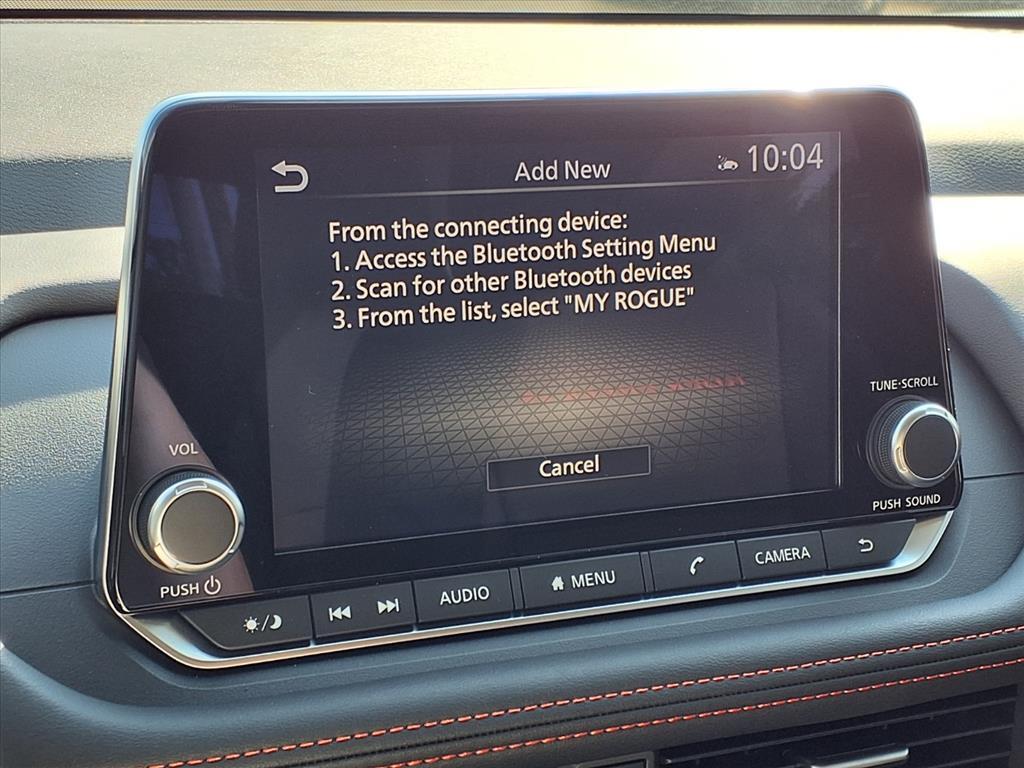 Add New
10:04
From the connecting device:
1. Access the Bluetooth Setting Menu
2. Scan for other Bluetooth devices
3. From the list, select "MY ROGUE"
Cancel
VOL
PUSH
TUNE·SCROLL
PUSH SOUND
AUDIO
MENU
CAMERA